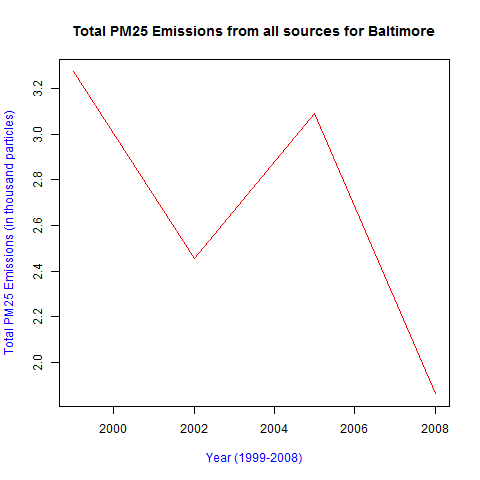 Total PM25 Emissions from all sources for Baltimore
Total PM25 Emissions (in thousand particles)
3.2
3.0
2.8
2.6
2.4
2.2
2.0
2000 2002 2004 2006 2008
Year (1999-2008)